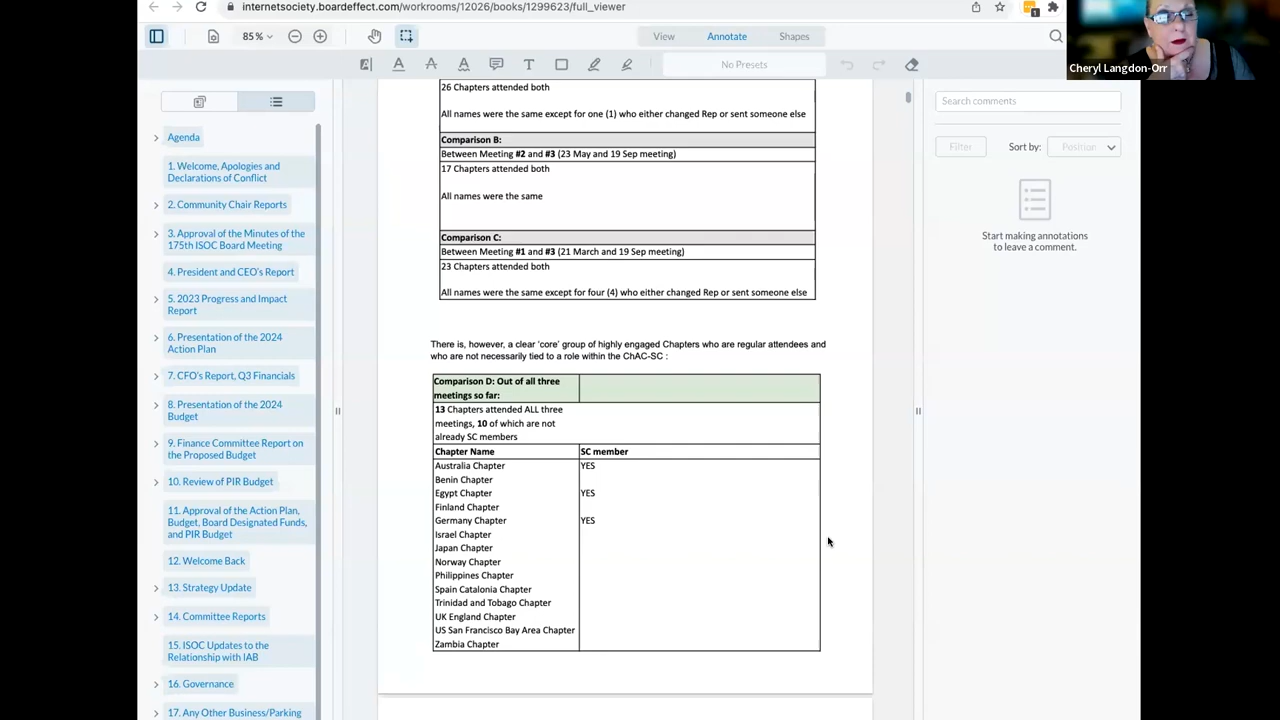 internetsociety.boardeffect.com/workrooms/12026/books/1299623/full_viewer
1
85 %
View
Annotate
Shapes
No Presets
Cheryl Langdon-Orr
Agenda
1. Welcome, Apologies and
Declarations of Conflict
2. Community Chair Reports
3. Approval of the Minutes of the
175th ISOC Board Meeting
4. President and CEO's Report
5. 2023 Progress and Impact
Report
6. Presentation of the 2024
Action Plan
7. CFO's Report, Q3 Financials
8. Presentation of the 2024
Budget
9. Finance Committee Report on
the Proposed Budget
10. Review of PIR Budget
11. Approval of the Action Plan,
Budget, Board Designated Funds,
and PIR Budget
12. Welcome Back
13. Strategy Update
14. Committee Reports
15. ISOC Updates to the
Relationship with IAB
16. Governance
17. Any Other Business/Parking
26 Chapters attended both
All names were the same except for one (1) who either changed Rep or sent someone else
Comparison B:
Between Meeting #2 and #3 (23 May and 19 Sep meeting)
17 Chapters attended both
All names were the same
Comparison C:
Between Meeting #1 and #3 (21 March and 19 Sep meeting)
23 Chapters attended both
All names were the same except for four (4) who either changed Rep or sent someone else
There is, however, a clear 'core' group of highly engaged Chapters who are regular attendees and
who are not necessarily tied to a role within the ChAC-SC :
Comparison D: Out of all three
meetings so far:
13 Chapters attended ALL three
meetings, 10 of which are not
already SC members
Chapter Name SC member
Australia Chapter YES
Benin Chapter
Egypt Chapter YES
Finland Chapter
Germany Chapter YES
Israel Chapter
Japan Chapter
Norway Chapter
Philippines Chapter
Spain Catalonia Chapter
Trinidad and Tobago Chapter
UK England Chapter
US San Francisco Bay Area Chapter
Zambia Chapter
Search comments
Filter
Sort by:
Position
Start making annotations
to leave a comment.